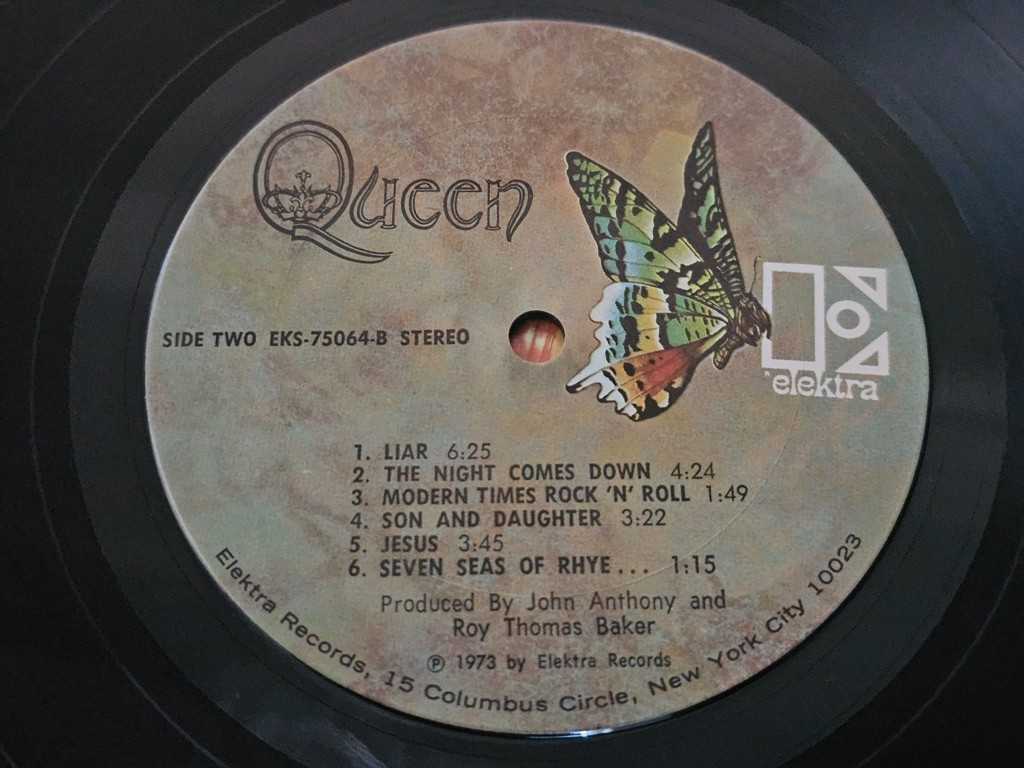 Queen
elektra
SIDE TWO EKS-75064-B STEREO
1. LIAR 6:25
2. THE NIGHT COMES DOWN 4:24
3. MODERN TIMES ROCK 'N' ROLL 1:49
4. SON AND DAUGHTER 3:22
5. JESUS 3:45
6. SEVEN SEAS OF RHYE... 1:15
Produced By John Anthony and
Roy Thomas Baker
℗ 1973 by Elektra Records
Elektra Records, 15 Columbus Circle, New York City 10023